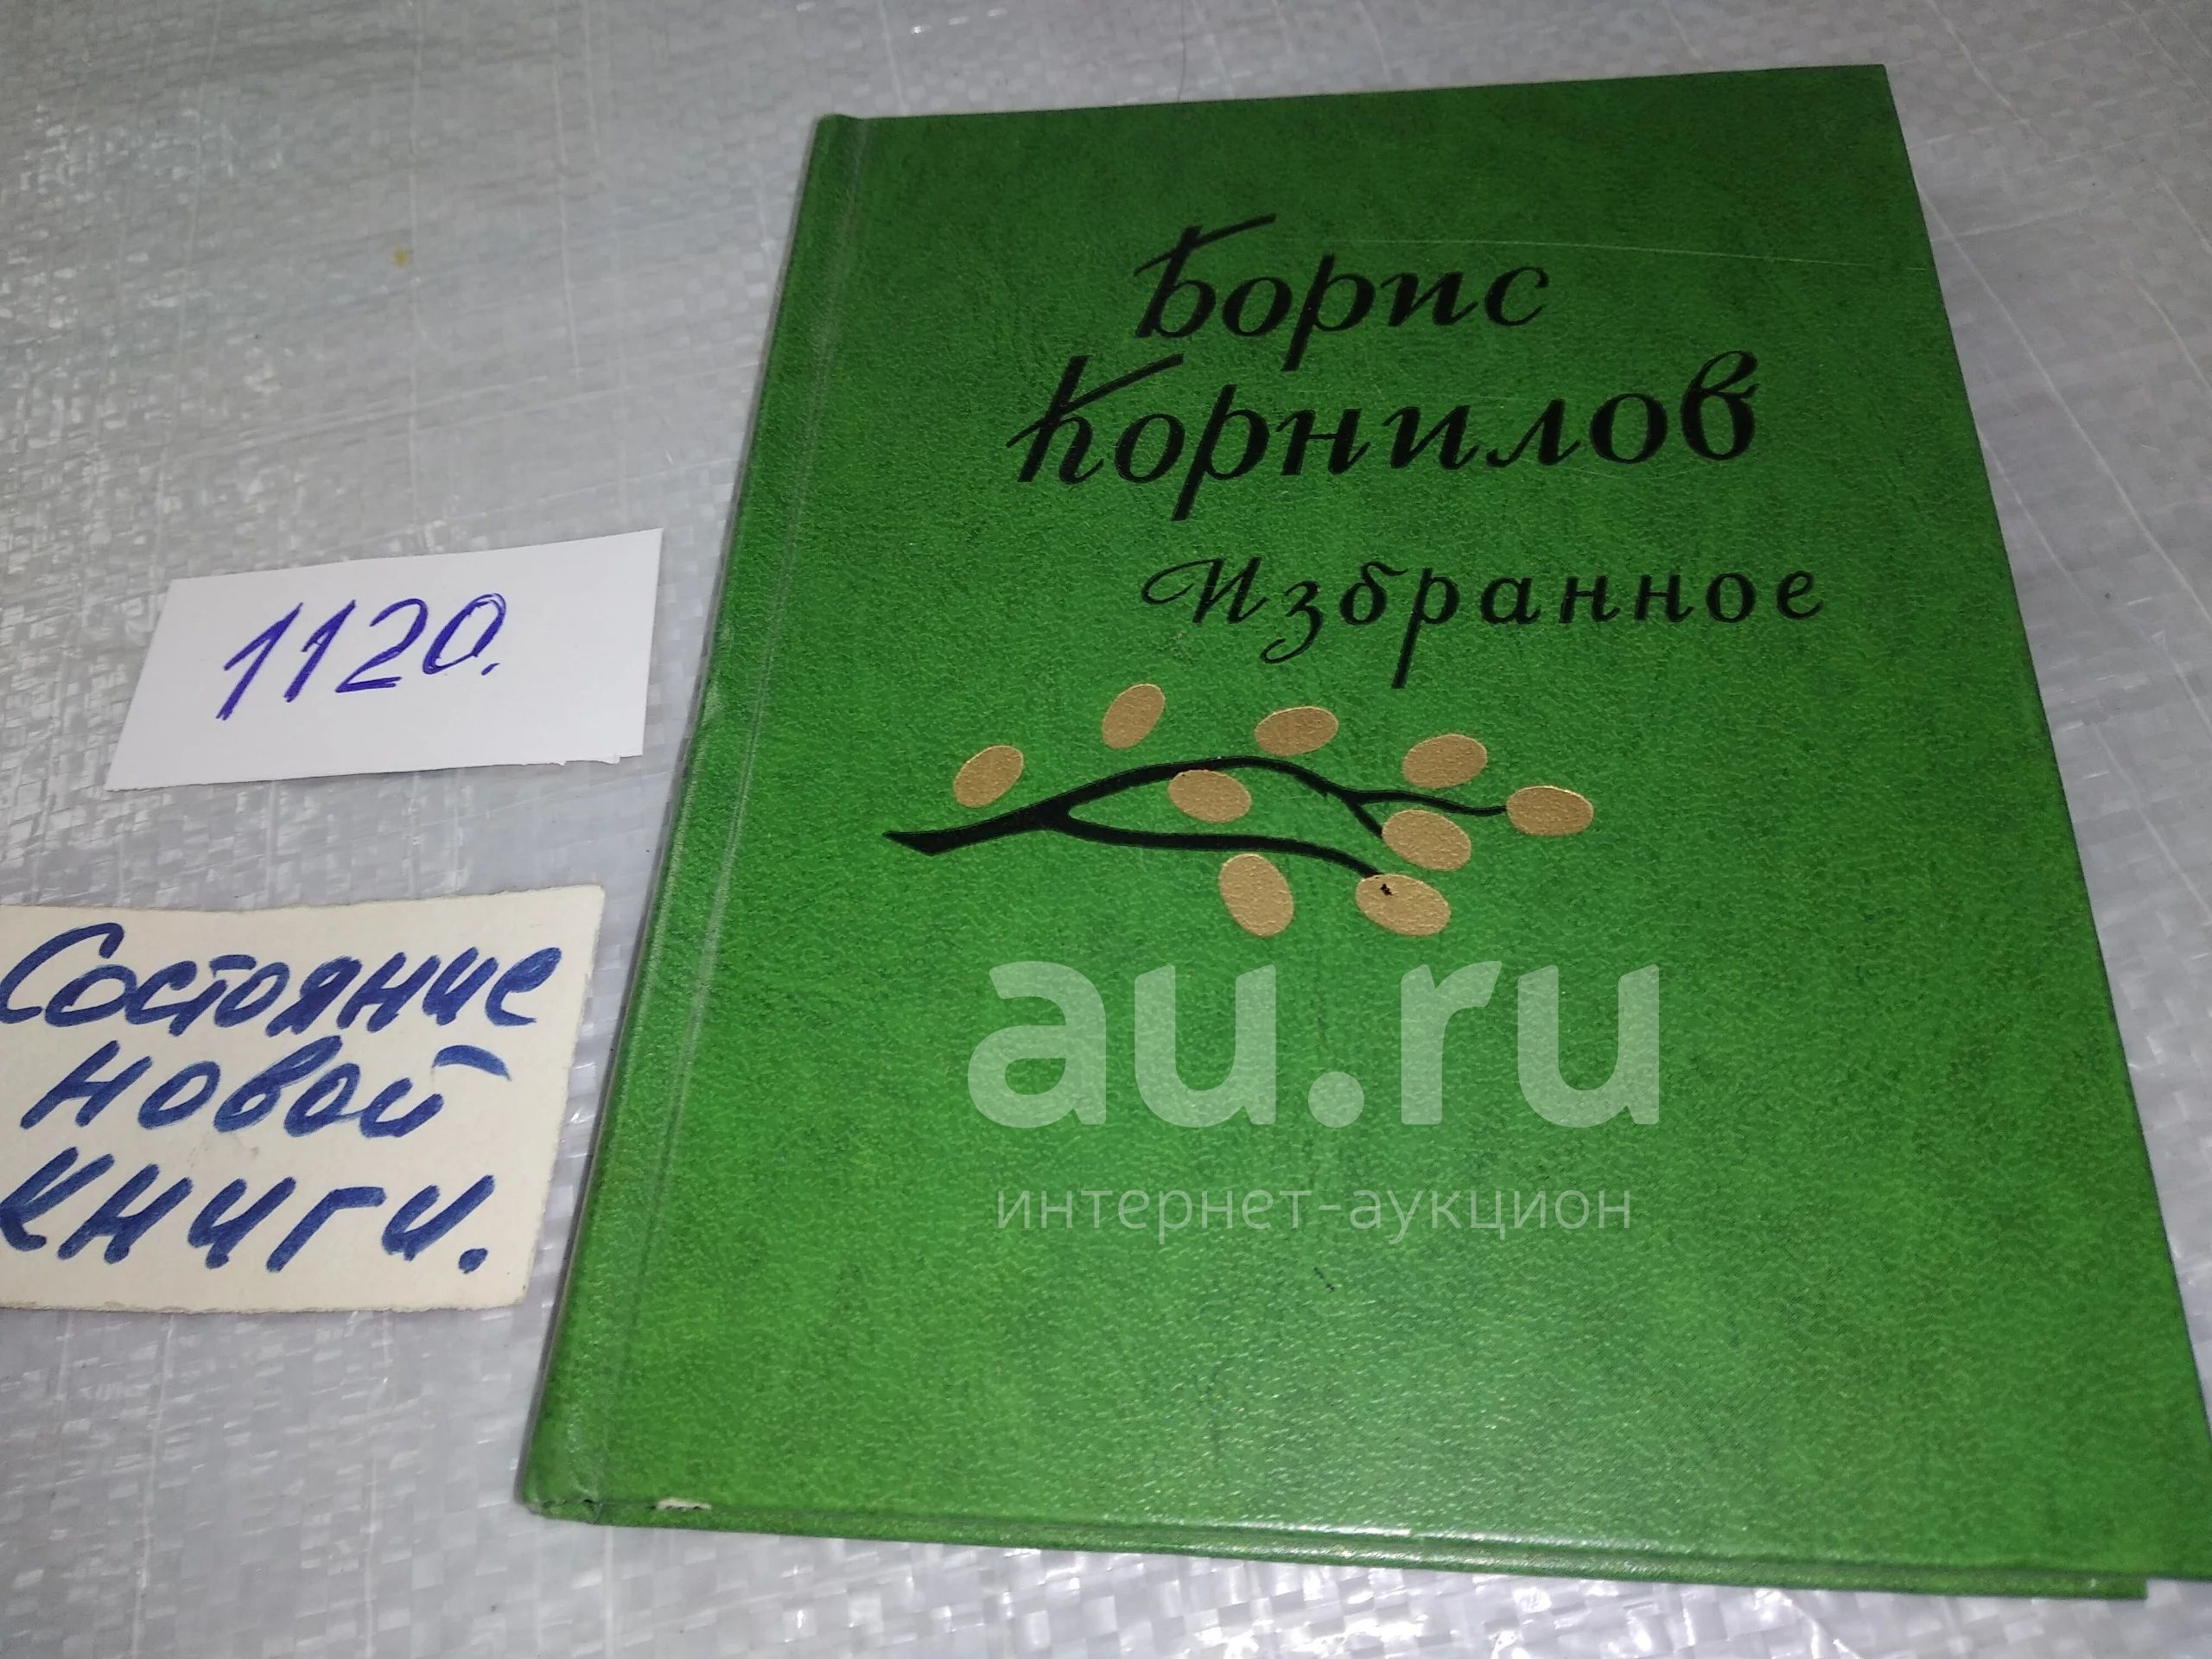 Борис
Корнилов
Избранное
1120.
Состояние
новой
книги.
au.ru
интернет-аукцион